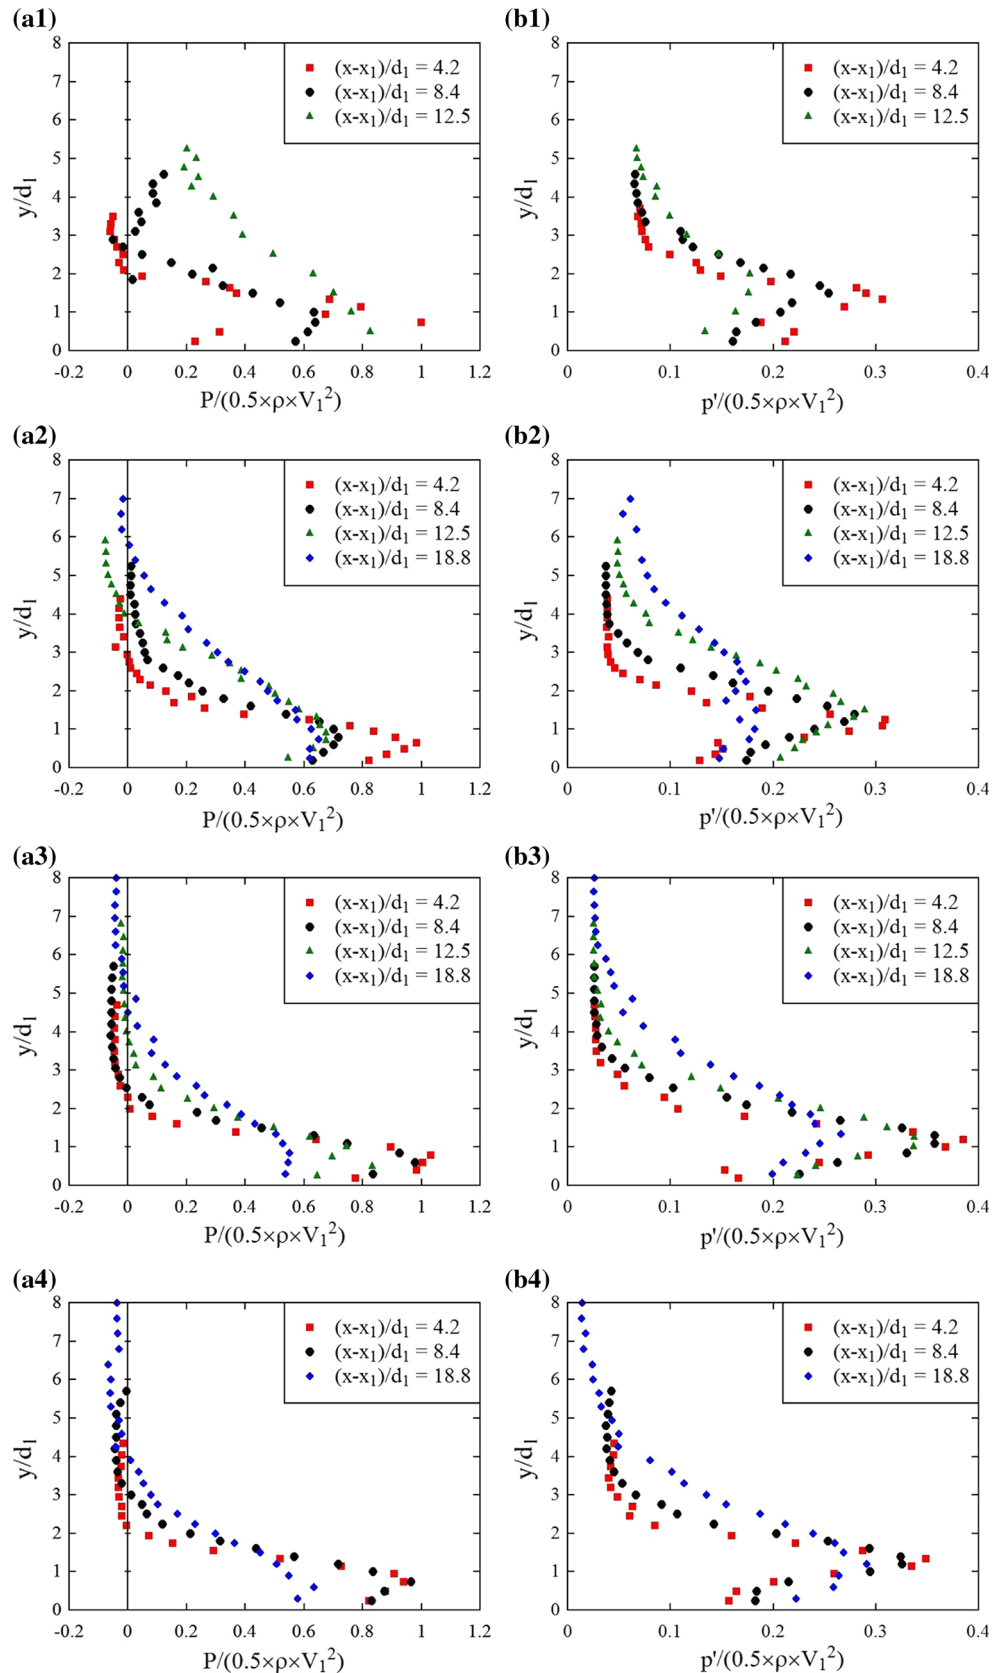 (a1)
8
7
6
5
4
3
2
1
0
y/d1
(x-x1)/d1 = 4.2
(x-x1)/d1 = 8.4
(x-x1)/d1 = 12.5
-0.2 0 0.2 0.4 0.6 0.8 1 1.2
P/(0.5×ρ×V1²)
(b1)
8
7
6
5
4
3
2
1
0
y/d1
(x-x1)/d1 = 4.2
(x-x1)/d1 = 8.4
(x-x1)/d1 = 12.5
0 0.1 0.2 0.3 0.4
p'/(0.5×ρ×V1²)
(a2)
8
7
6
5
4
3
2
1
0
y/d1
(x-x1)/d1 = 4.2
(x-x1)/d1 = 8.4
(x-x1)/d1 = 12.5
(x-x1)/d1 = 18.8
-0.2 0 0.2 0.4 0.6 0.8 1 1.2
P/(0.5×ρ×V1²)
(b2)
8
7
6
5
4
3
2
1
0
y/d1
(x-x1)/d1 = 4.2
(x-x1)/d1 = 8.4
(x-x1)/d1 = 12.5
(x-x1)/d1 = 18.8
0 0.1 0.2 0.3 0.4
p'/(0.5×ρ×V1²)
(a3)
8
7
6
5
4
3
2
1
0
y/d1
(x-x1)/d1 = 4.2
(x-x1)/d1 = 8.4
(x-x1)/d1 = 12.5
(x-x1)/d1 = 18.8
-0.2 0 0.2 0.4 0.6 0.8 1 1.2
P/(0.5×ρ×V1²)
(b3)
8
7
6
5
4
3
2
1
0
y/d1
(x-x1)/d1 = 4.2
(x-x1)/d1 = 8.4
(x-x1)/d1 = 12.5
(x-x1)/d1 = 18.8
0 0.1 0.2 0.3 0.4
p'/(0.5×ρ×V1²)
(a4)
8
7
6
5
4
3
2
1
0
y/d1
(x-x1)/d1 = 4.2
(x-x1)/d1 = 8.4
(x-x1)/d1 = 18.8
-0.2 0 0.2 0.4 0.6 0.8 1 1.2
P/(0.5×ρ×V1²)
(b4)
8
7
6
5
4
3
2
1
0
y/d1
(x-x1)/d1 = 4.2
(x-x1)/d1 = 8.4
(x-x1)/d1 = 18.8
0 0.1 0.2 0.3 0.4
p'/(0.5×ρ×V1²)